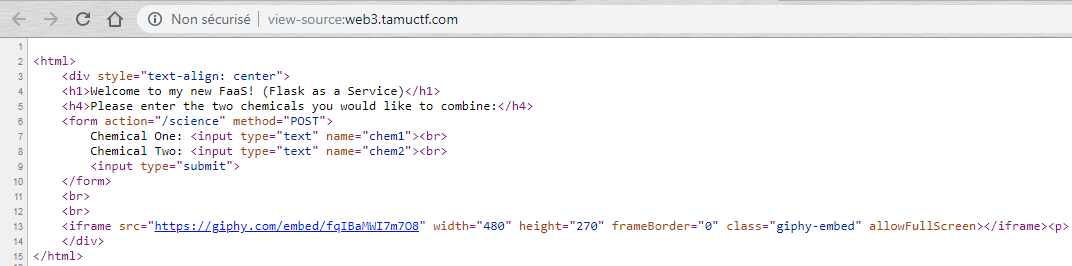 Non sécurisé | view-source:web3.tamuctf.com
1
2 <html>
3 <div style="text-align: center">
4 <h1>Welcome to my new FaaS! (Flask as a Service)</h1>
5 <h4>Please enter the two chemicals you would like to combine:</h4>
6 <form action="/science" method="POST">
7 Chemical One: <input type="text" name="chem1"><br>
8 Chemical Two: <input type="text" name="chem2"><br>
9 <input type="submit">
10 </form>
11 <br>
12 <br>
13 <iframe src="https://giphy.com/embed/fqIBaMWI7m7O8" width="480" height="270" frameBorder="0" class="giphy-embed" allowFullScreen></iframe><p>
14 </div>
15 </html>